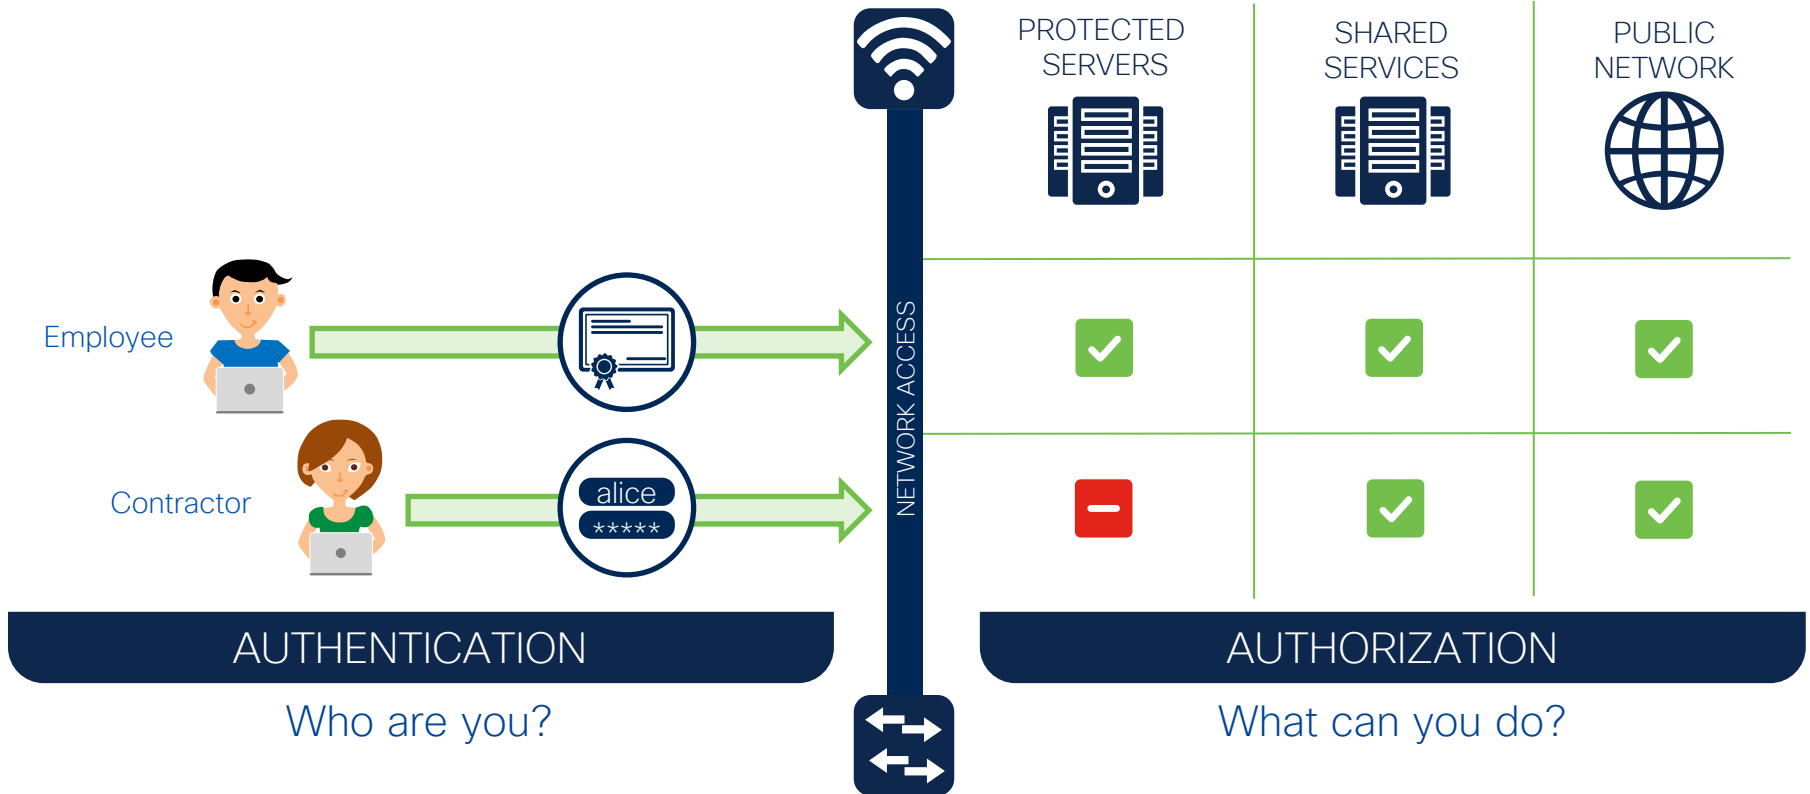 PROTECTED
SERVERS
SHARED
SERVICES
PUBLIC
NETWORK
Employee
Contractor
alice
*****
NETWORK ACCESS
AUTHENTICATION
Who are you?
AUTHORIZATION
What can you do?